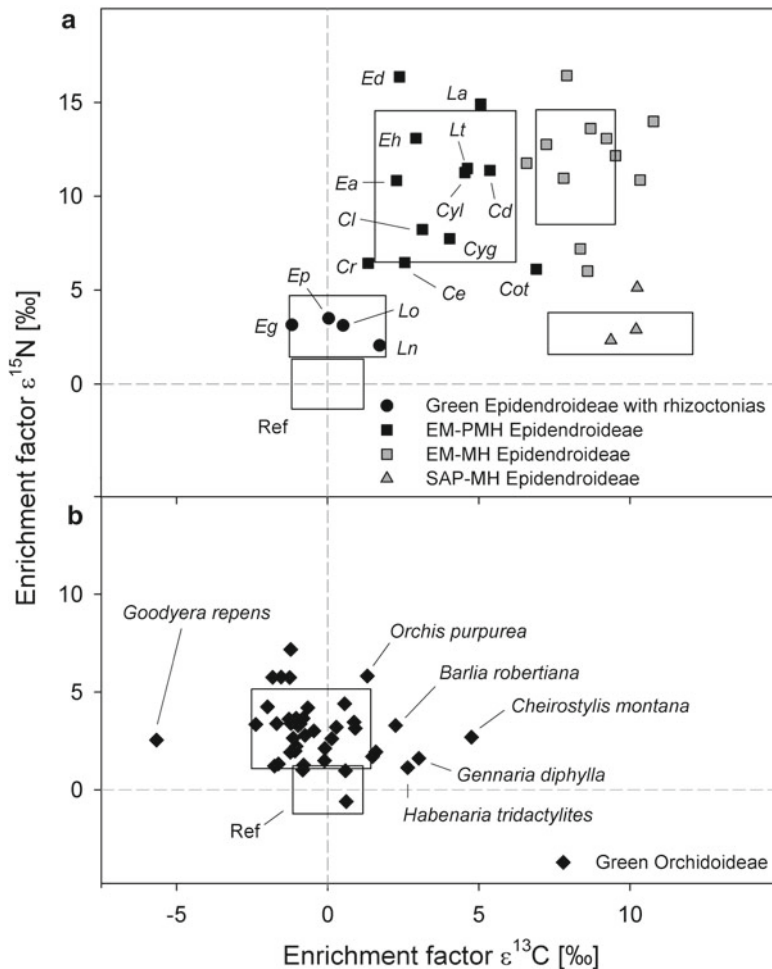 a
Enrichment factor ε15N [‰]
15
10
5
0
Ed
La
Eh
Lt
Ea
Cyl
Cd
Cl
Cyg
Cr
Ce
Cot
Ep
Lo
Eg
Ln
Ref
Green Epidendroideae with rhizoctonias
EM-PMH Epidendroideae
EM-MH Epidendroideae
SAP-MH Epidendroideae
b
10
5
0
Goodyera repens
Orchis purpurea
Barlia robertiana
Cheirostylis montana
Gennaria diphylla
Habenaria tridactylites
Ref
Green Orchidoideae
-5 0 5 10
Enrichment factor ε13C [‰]